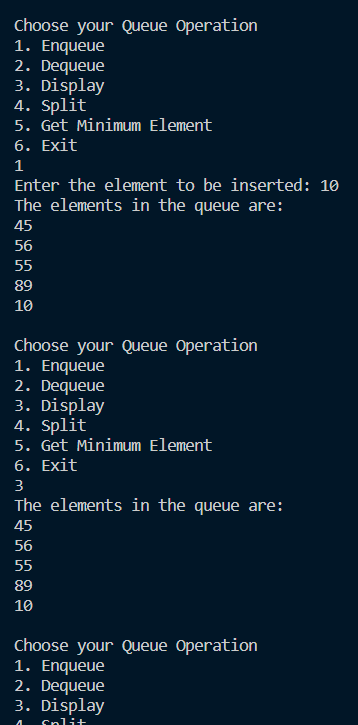 Choose your Queue Operation
1. Enqueue
2. Dequeue
3. Display
4. Split
5. Get Minimum Element
6. Exit
1
Enter the element to be inserted: 10
The elements in the queue are:
45
56
55
89
10
Choose your Queue Operation
1. Enqueue
2. Dequeue
3. Display
4. Split
5. Get Minimum Element
6. Exit
3
The elements in the queue are:
45
56
55
89
10
Choose your Queue Operation
1. Enqueue
2. Dequeue
3. Display
4. Split